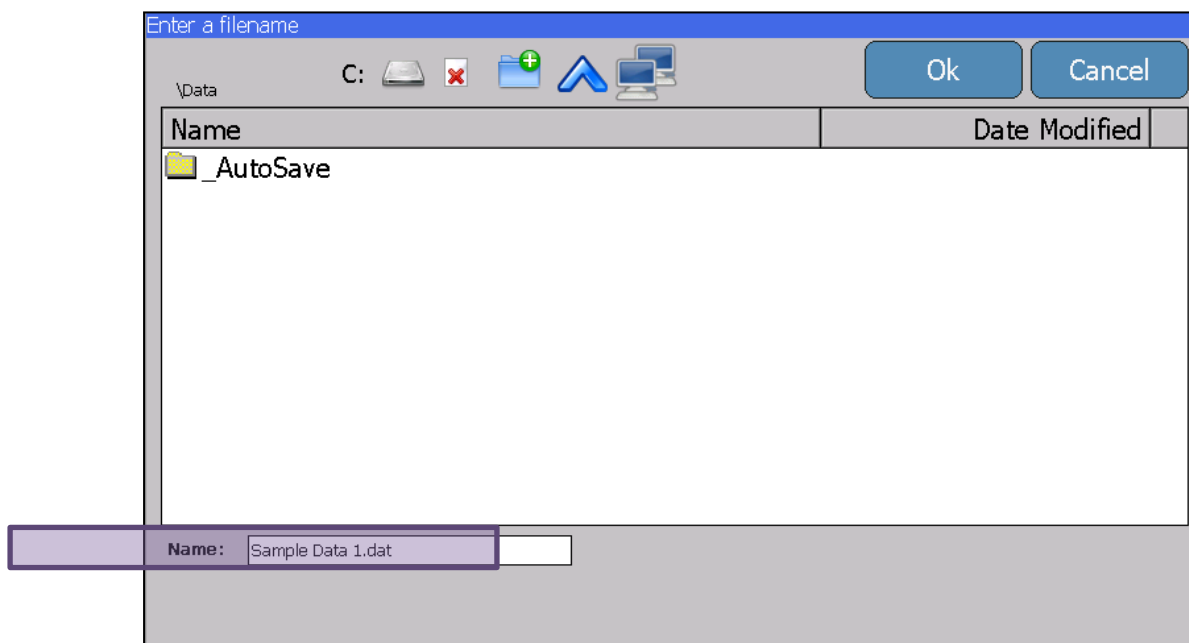 Enter a filename
\Data C: Ok Cancel
Name Date Modified
_AutoSave
Name: Sample Data 1.dat